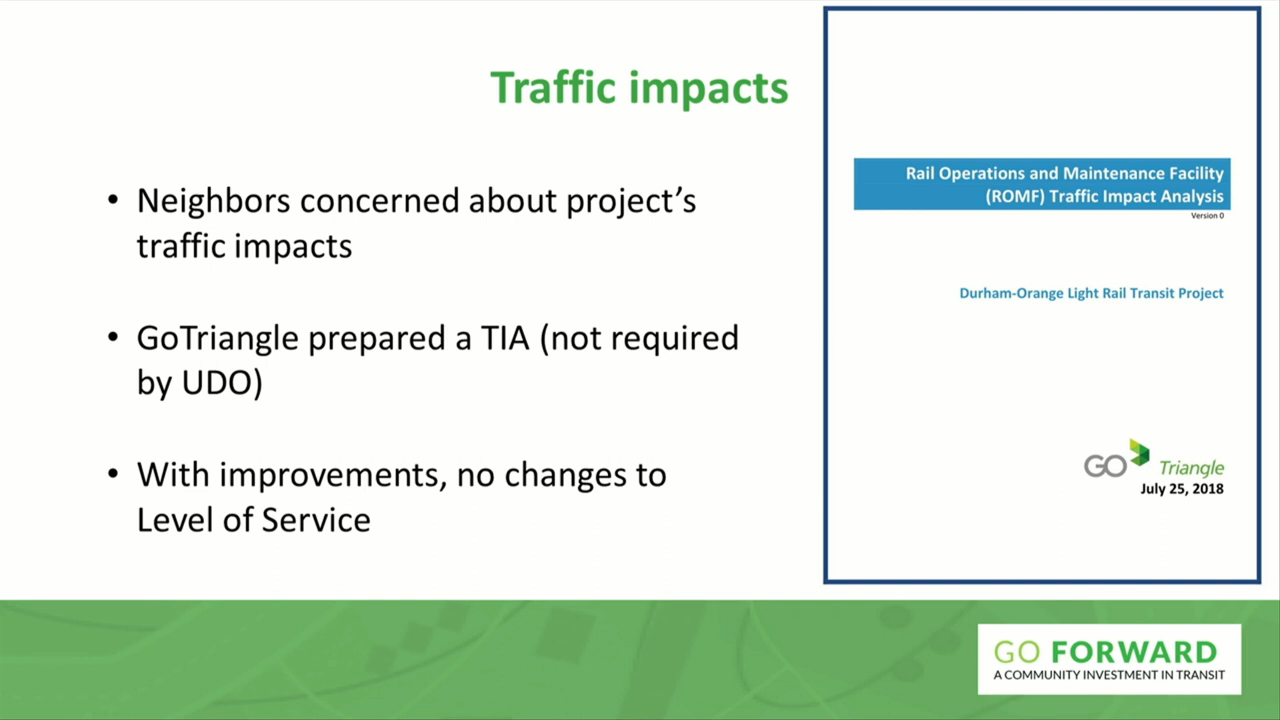 Traffic impacts
• Neighbors concerned about project’s
traffic impacts
• GoTriangle prepared a TIA (not required
by UDO)
• With improvements, no changes to
Level of Service
Rail Operations and Maintenance Facility
(ROMF) Traffic Impact Analysis
Version 0
Durham-Orange Light Rail Transit Project
GO Triangle
July 25, 2018
GO FORWARD
A COMMUNITY INVESTMENT IN TRANSIT